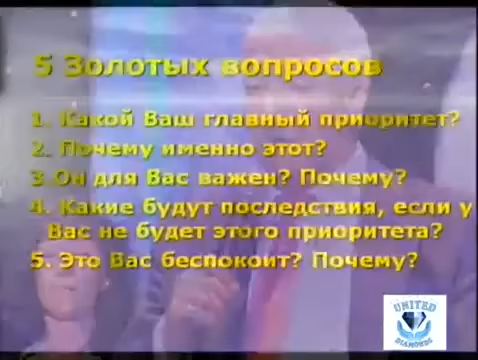 5 Золотых вопросов
1. Какой Ваш главный приоритет?
2. Почему именно этот?
3.Он для Вас важен? Почему?
4. Какие будут последствия, если у
Вас не будет этого приоритета?
5. Это Вас беспокоит? Почему?
UNITED
DIAMONDS